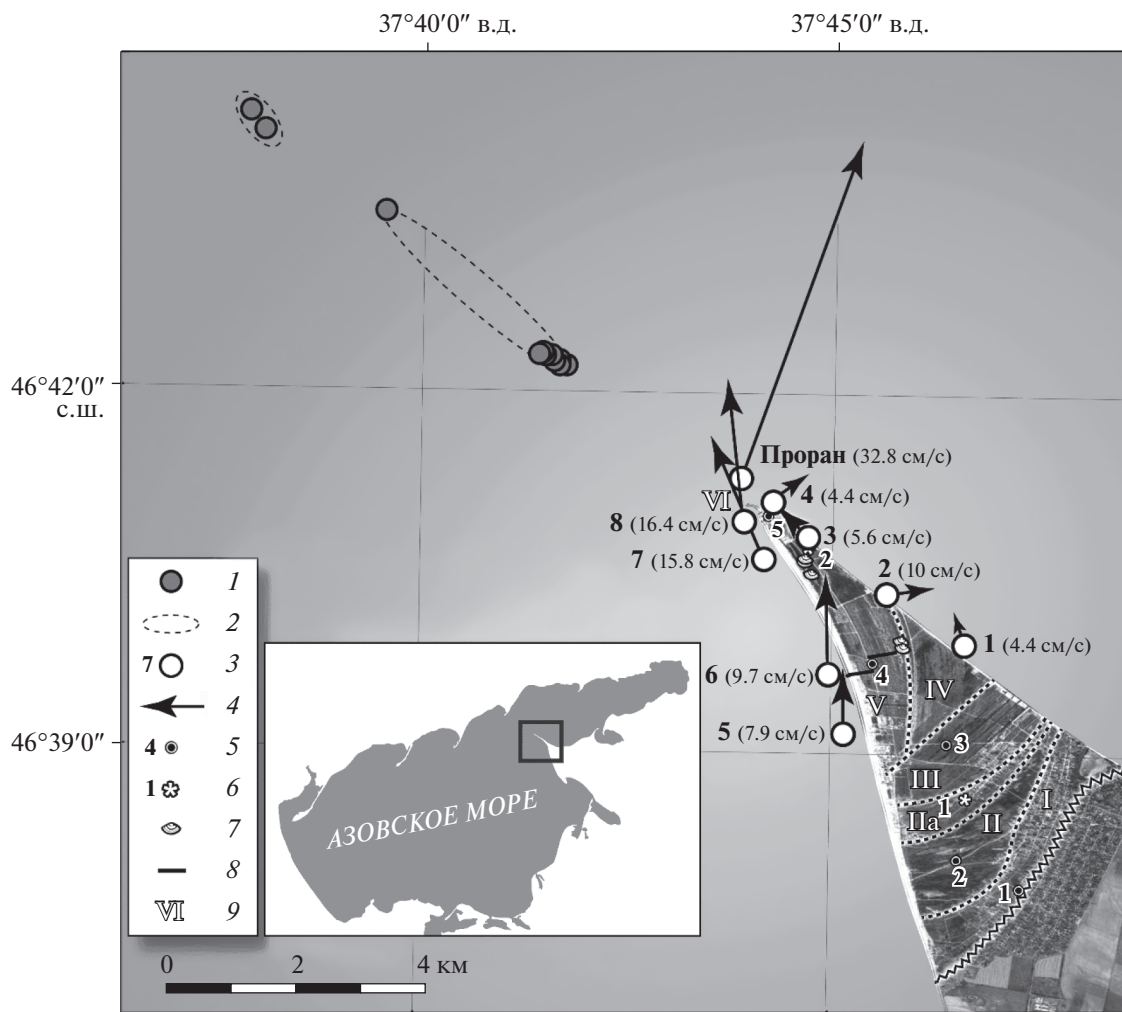 37°40′0″ в.д.
37°45′0″ в.д.
46°42′0″
с.ш.
Проран (32.8 см/с)
4 (4.4 см/с)
VI
5
8 (16.4 см/с)
3 (5.6 см/с)
7 (15.8 см/с)
2
2 (10 см/с)
1 (4.4 см/с)
6 (9.7 см/с)
4
IV
V
46°39′0″
5 (7.9 см/с)
3
III
1
IIa
II
I
2
1
1
2
7 3
4
4 5
1 6
7
8
VI 9
АЗОВСКОЕ МОРЕ
0 2 4 км